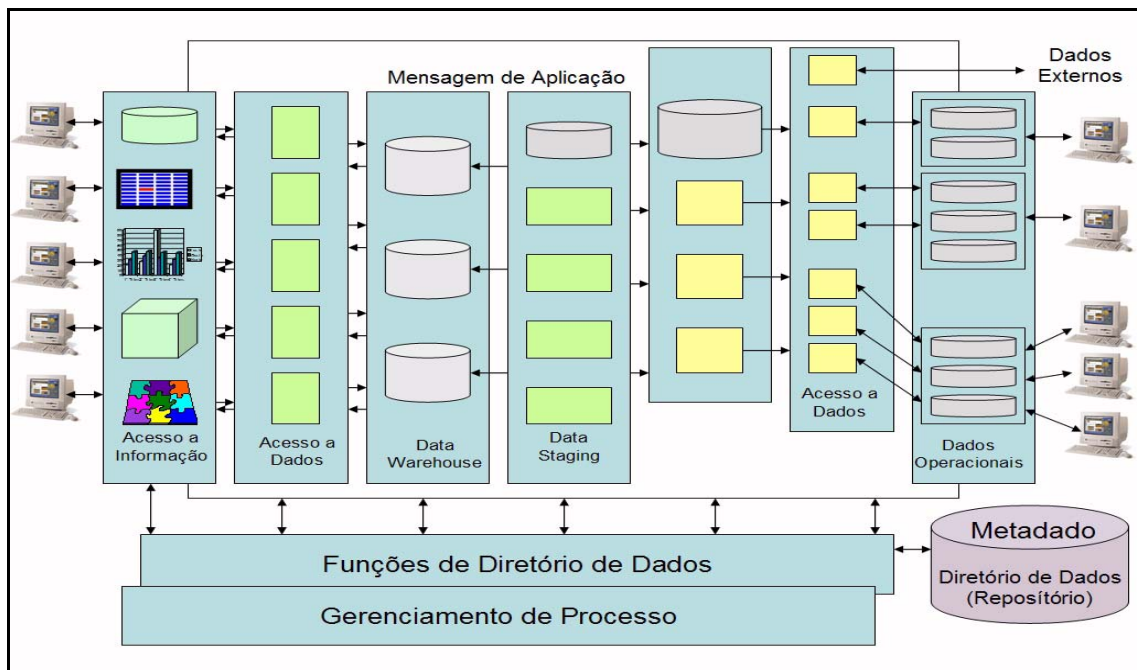 Mensagem de Aplicação
Dados
Externos
Acesso a
Informação
Acesso a
Dados
Data
Warehouse
Data
Staging
Acesso a
Dados
Dados
Operacionais
Funções de Diretório de Dados
Gerenciamento de Processo
Metadado
Diretório de Dados
(Repositório)